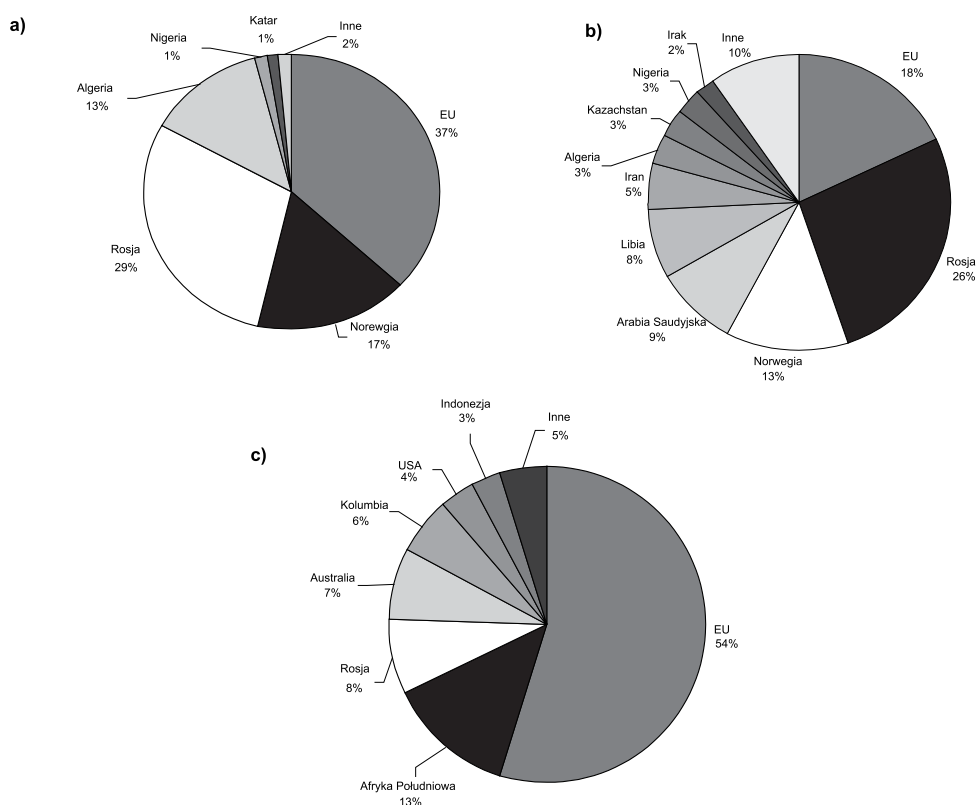 a)
Katar
1%
Inne
2%
Nigeria
1%
Algeria
13%
EU
37%
Rosja
29%
Norewgia
17%
b)
Irak
2%
Inne
10%
EU
18%
Nigeria
3%
Kazachstan
3%
Algeria
3%
Iran
5%
Libia
8%
Rosja
26%
Arabia Saudyjska
9%
Norwegia
13%
c)
Indonezja
3%
Inne
5%
USA
4%
Kolumbia
6%
Australia
7%
EU
54%
Rosja
8%
Afryka Południowa
13%